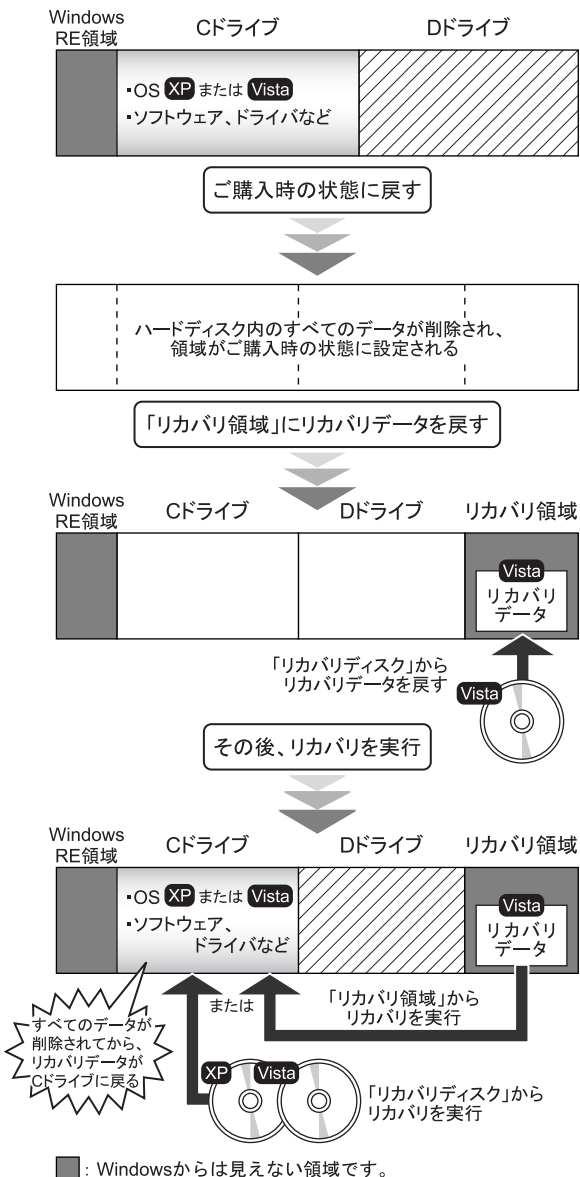 Windows
RE領域
Cドライブ
Dドライブ
▪OS XP または Vista
▪ソフトウェア、ドライバなど
ご購入時の状態に戻す
ハードディスク内のすべてのデータが削除され、
領域がご購入時の状態に設定される
「リカバリ領域」にリカバリデータを戻す
Windows
RE領域
Cドライブ
Dドライブ
リカバリ領域
Vista
リカバリ
データ
「リカバリディスク」から
リカバリデータを戻す
Vista
その後、リカバリを実行
Windows
RE領域
Cドライブ
Dドライブ
リカバリ領域
▪OS XP または Vista
▪ソフトウェア、
ドライバなど
Vista
リカバリ
データ
または
「リカバリ領域」から
リカバリを実行
すべてのデータが
削除されてから、
リカバリデータが
Cドライブに戻る
XP
Vista
「リカバリディスク」から
リカバリを実行
: Windowsからは見えない領域です。